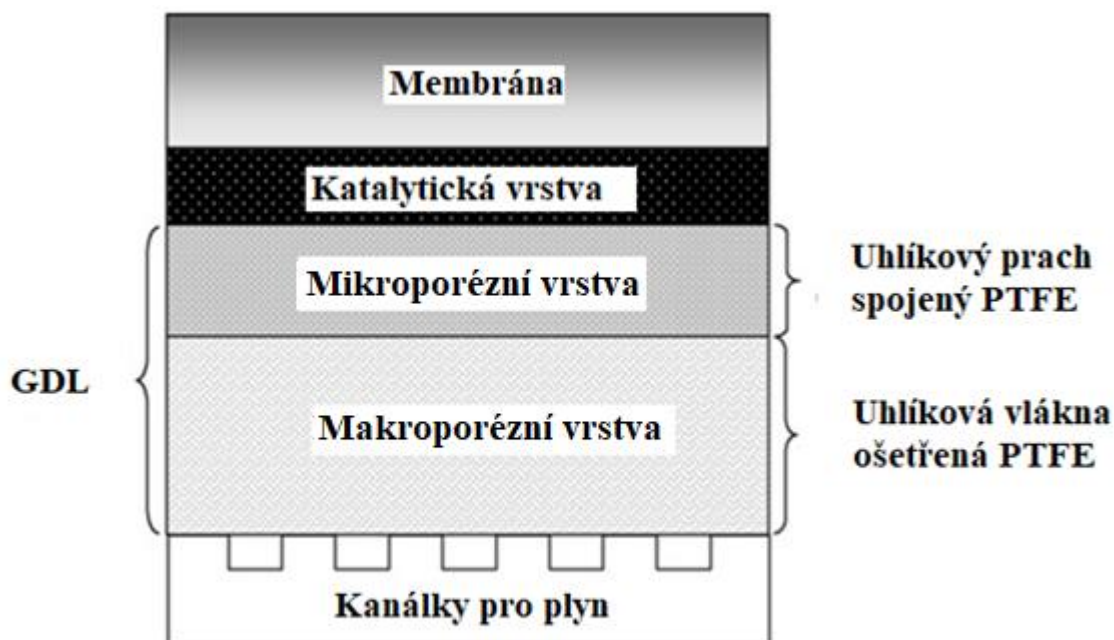 Membrána
Katalytická vrstva
Mikroporézní vrstva
Uhlíkový prach
spojený PTFE
GDL
Makroporézní vrstva
Uhlíková vlákna
ošetřená PTFE
Kanálky pro plyn